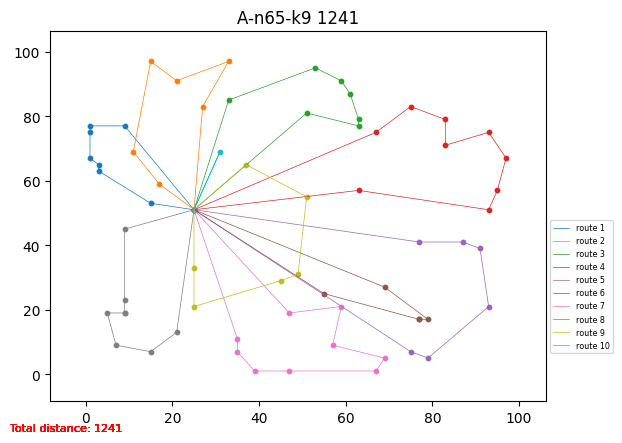 A-n65-k9 1241
100
80
60
40
20
0
0 20 40 60 80 100
route 1
route 2
route 3
route 4
route 5
route 6
route 7
route 8
route 9
route 10
Total distance: 1241